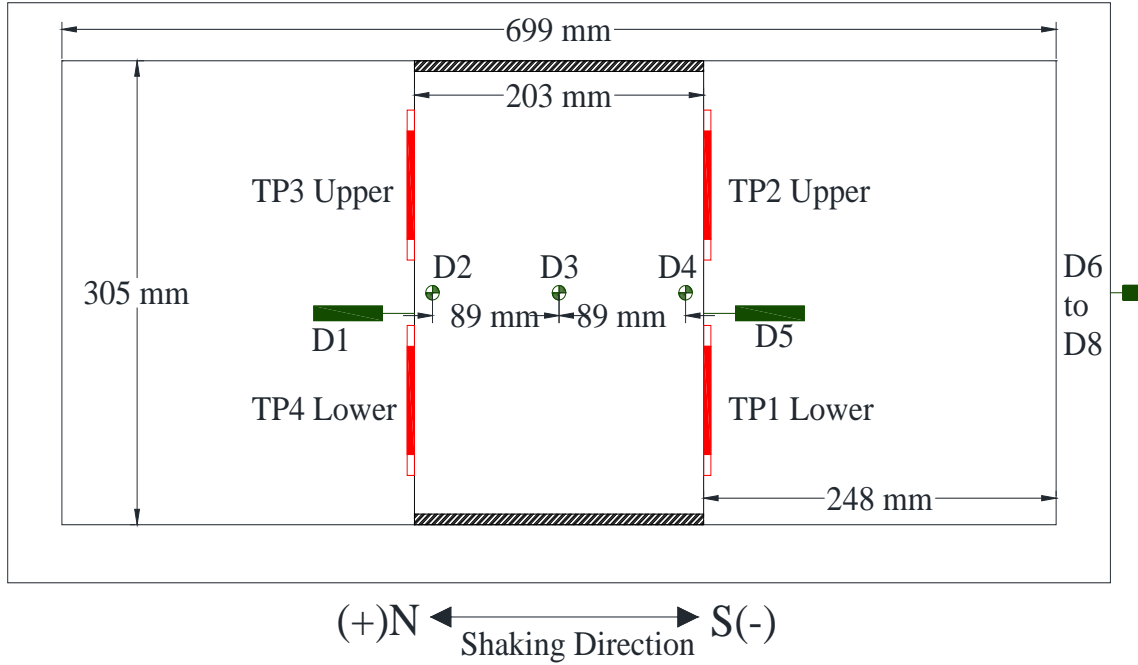 699 mm
203 mm
TP3 Upper
TP2 Upper
D2
D3
D4
D6
to
D8
305 mm
89 mm
89 mm
D1
D5
TP4 Lower
TP1 Lower
248 mm
(+)N
S(-)
Shaking Direction